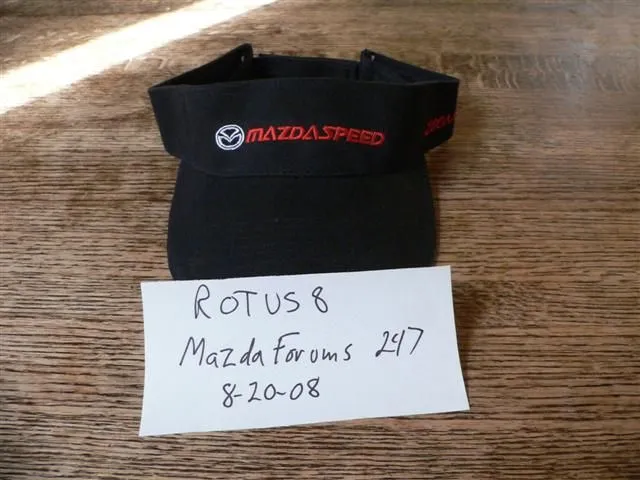 MAZDASPEED
ROTUS8
MazdaForums 247
8-20-08